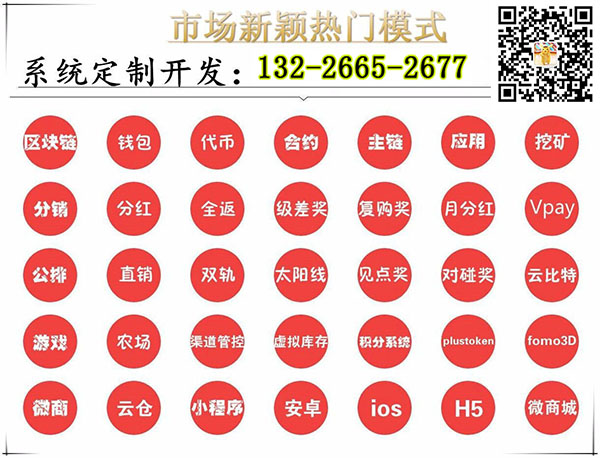 市场新颖热门模式
系统定制开发：132-2665-2677
区块链 钱包 代币 合约 主链 应用 挖矿
分销 分红 全返 级差奖 复购奖 月分红 Vpay
公排 直销 双轨 太阳线 见点奖 对碰奖 云比特
游戏 农场 渠道管控 虚拟库存 积分系统 plustoken fomo3D
微商 云仓 小程序 安卓 ios H5 微商城